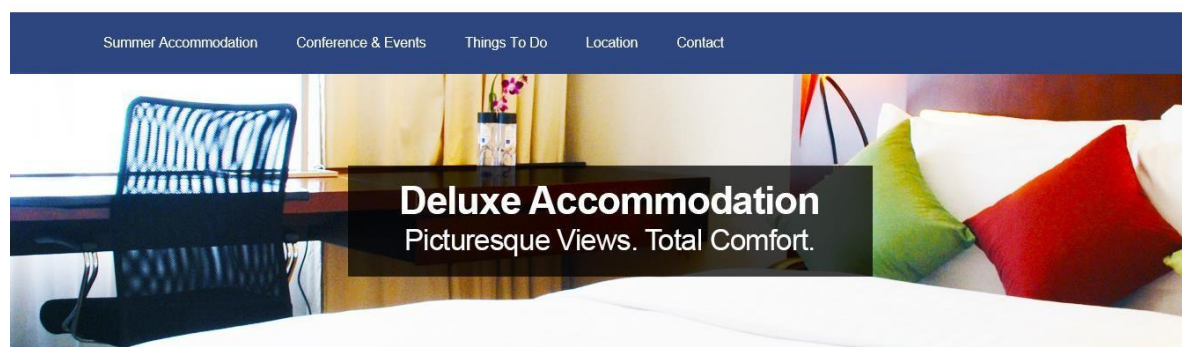 Summer Accommodation Conference & Events Things To Do Location Contact
Deluxe Accommodation
Picturesque Views. Total Comfort.